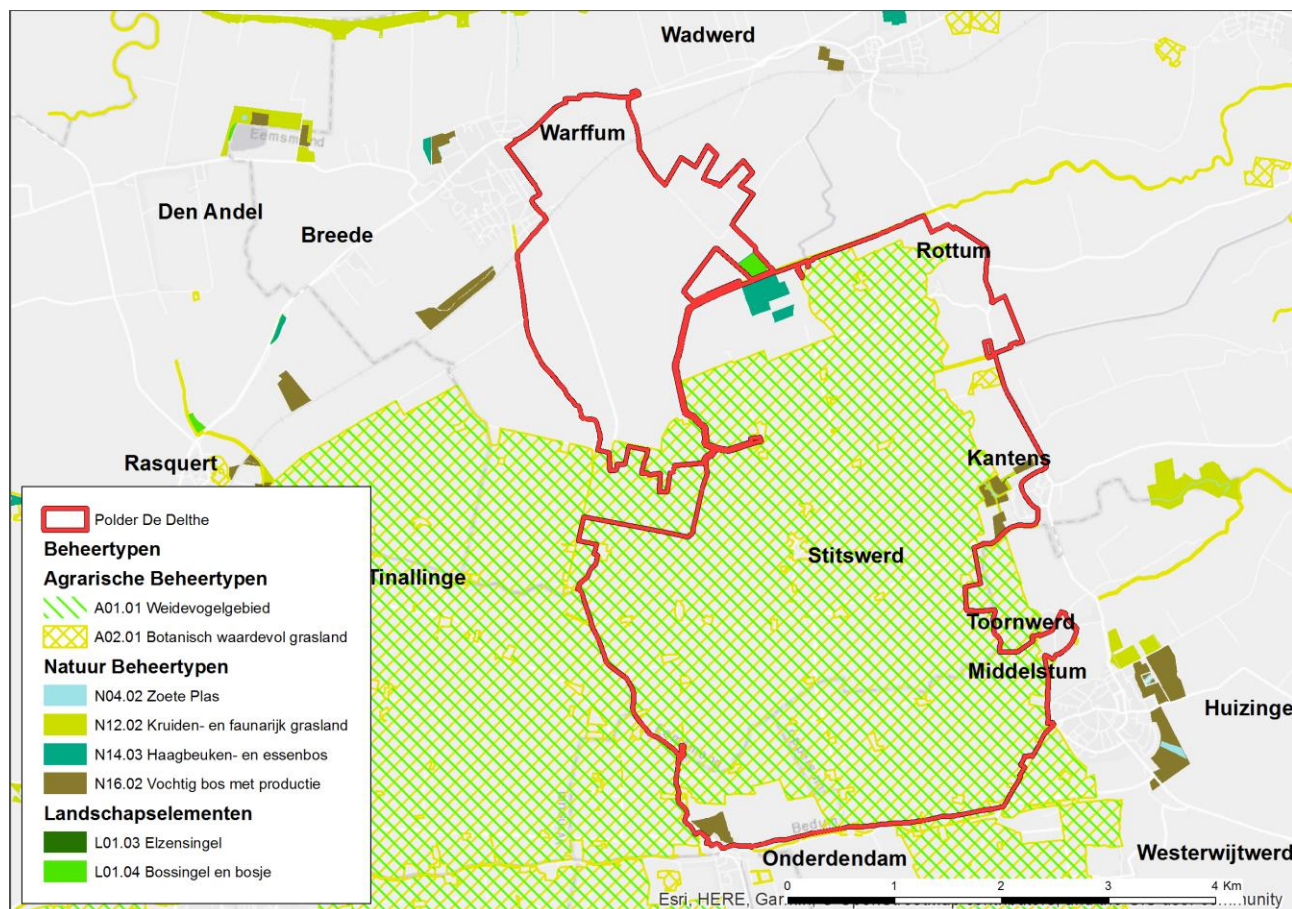 Wadwerd
Warffum
Eemsmond
Den Andel
Breede
Rottum
Rasquert
Kantens
Stitswerd
Tinallinge
Toornwerd
Middelstum
Huizinge
Onderdendam
Westerwijtwerd
Polder De Delthe
Beheertypen
Agrarische Beheertypen
A01.01 Weidevogelgebied
A02.01 Botanisch waardevol grasland
Natuur Beheertypen
N04.02 Zoete Plas
N12.02 Kruiden- en faunarijk grasland
N14.03 Haagbeuken- en essenbos
N16.02 Vochtig bos met productie
Landschapselementen
L01.03 Elzensingel
L01.04 Bossingel en bosje
0 1 2 3 4 Km
Esri, HERE,